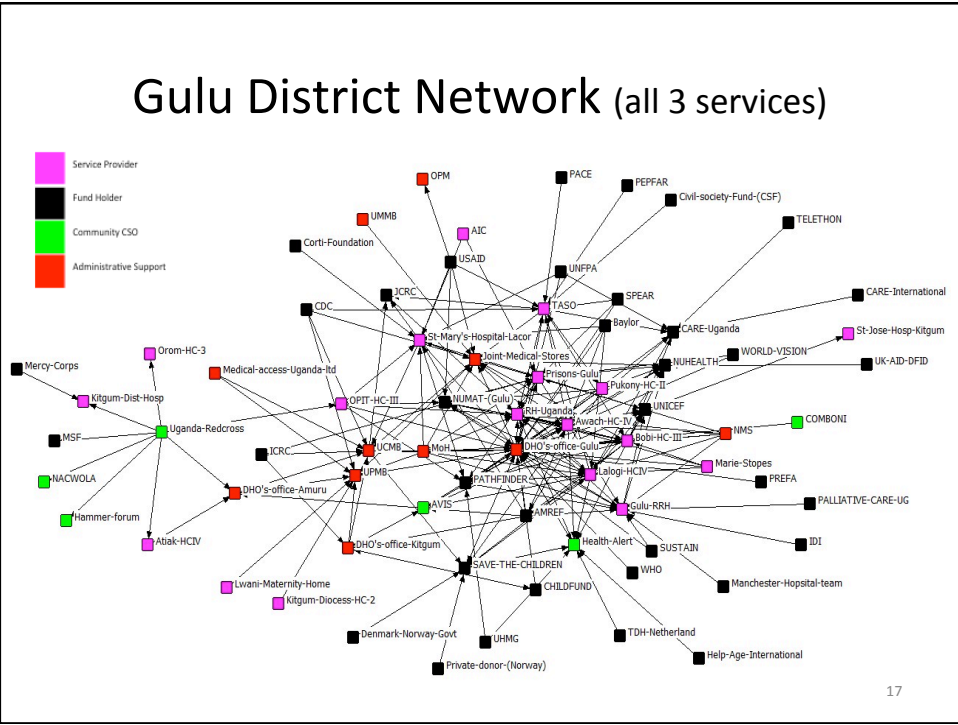 Gulu District Network (all 3 services)
Service Provider
Fund Holder
Community CSO
Administrative Support
OPM
PACE
PEPFAR
Civil-society-Fund-(CSF)
UMMB
TELETHON
AIC
Corti-Foundation
USAID
UNFPA
JCRC
SPEAR
CARE-International
CDC
TASO
Baylor
CARE-Uganda
St-Jose-Hosp-Kitgum
St-Mary's-Hospital-Lacor
Orom-HC-3
Joint-Medical-Stores
WORLD-VISION
Mercy-Corps
NUHEALTH
UK-AID-DFID
Medical-access-Uganda-ltd
Prisons-Gulu
Pukony-HC-II
Kitgum-Dist-Hosp
OPIT-HC-III
NUMAT-(Gulu)
UNICEF
RH-Uganda
COMBONI
Uganda-Redcross
Awach-HC-IV
NMS
MSF
Bobi-HC-III
ICRC
UCMB
MoH
DHO's-office-Gulu
Marie-Stopes
NACWOLA
UPMB
PATHFINDER
Lalogi-HCIV
PREFA
DHO's-office-Amuru
PALLIATIVE-CARE-UG
AVIS
Gulu-RRH
Hammer-forum
AMREF
Atiak-HCIV
DHO's-office-Kitgum
Health-Alert
IDI
SUSTAIN
SAVE-THE-CHILDREN
WHO
Lwani-Maternity-Home
CHILDFUND
Manchester-Hopsital-team
Kitgum-Diocess-HC-2
Denmark-Norway-Govt
UHMG
TDH-Netherland
Private-donor-(Norway)
Help-Age-International
17